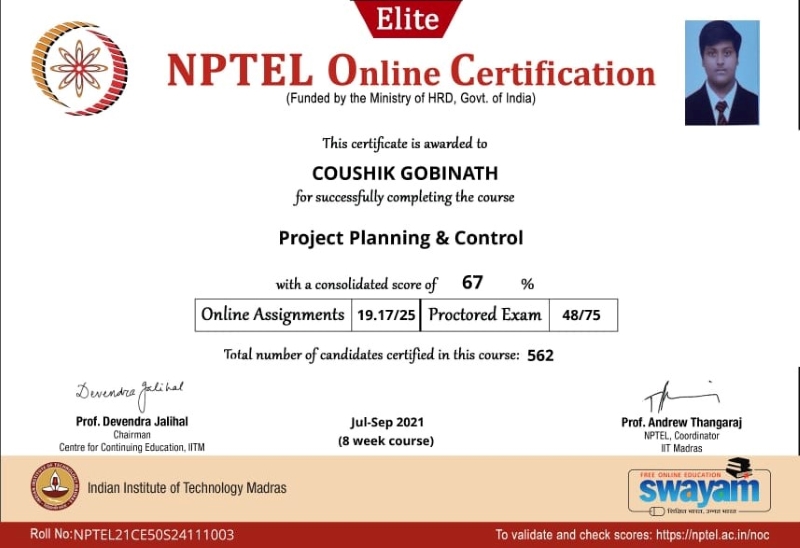 Elite
NPTEL Online Certification
(Funded by the Ministry of HRD, Govt. of India)
This certificate is awarded to
COUSHIK GOBINATH
for successfully completing the course
Project Planning & Control
with a consolidated score of 67 %
Online Assignments 19.17/25 Proctored Exam 48/75
Total number of candidates certified in this course: 562
Devendra Jalihal
Prof. Devendra Jalihal
Chairman
Centre for Continuing Education, IITM
Jul-Sep 2021
(8 week course)
Prof. Andrew Thangaraj
NPTEL, Coordinator
IIT Madras
Indian Institute of Technology Madras
FREE ONLINE EDUCATION
swayam
शिक्षित भारत, उन्नत भारत
Roll No:NPTEL21CE50S24111003
To validate and check scores: https://nptel.ac.in/noc